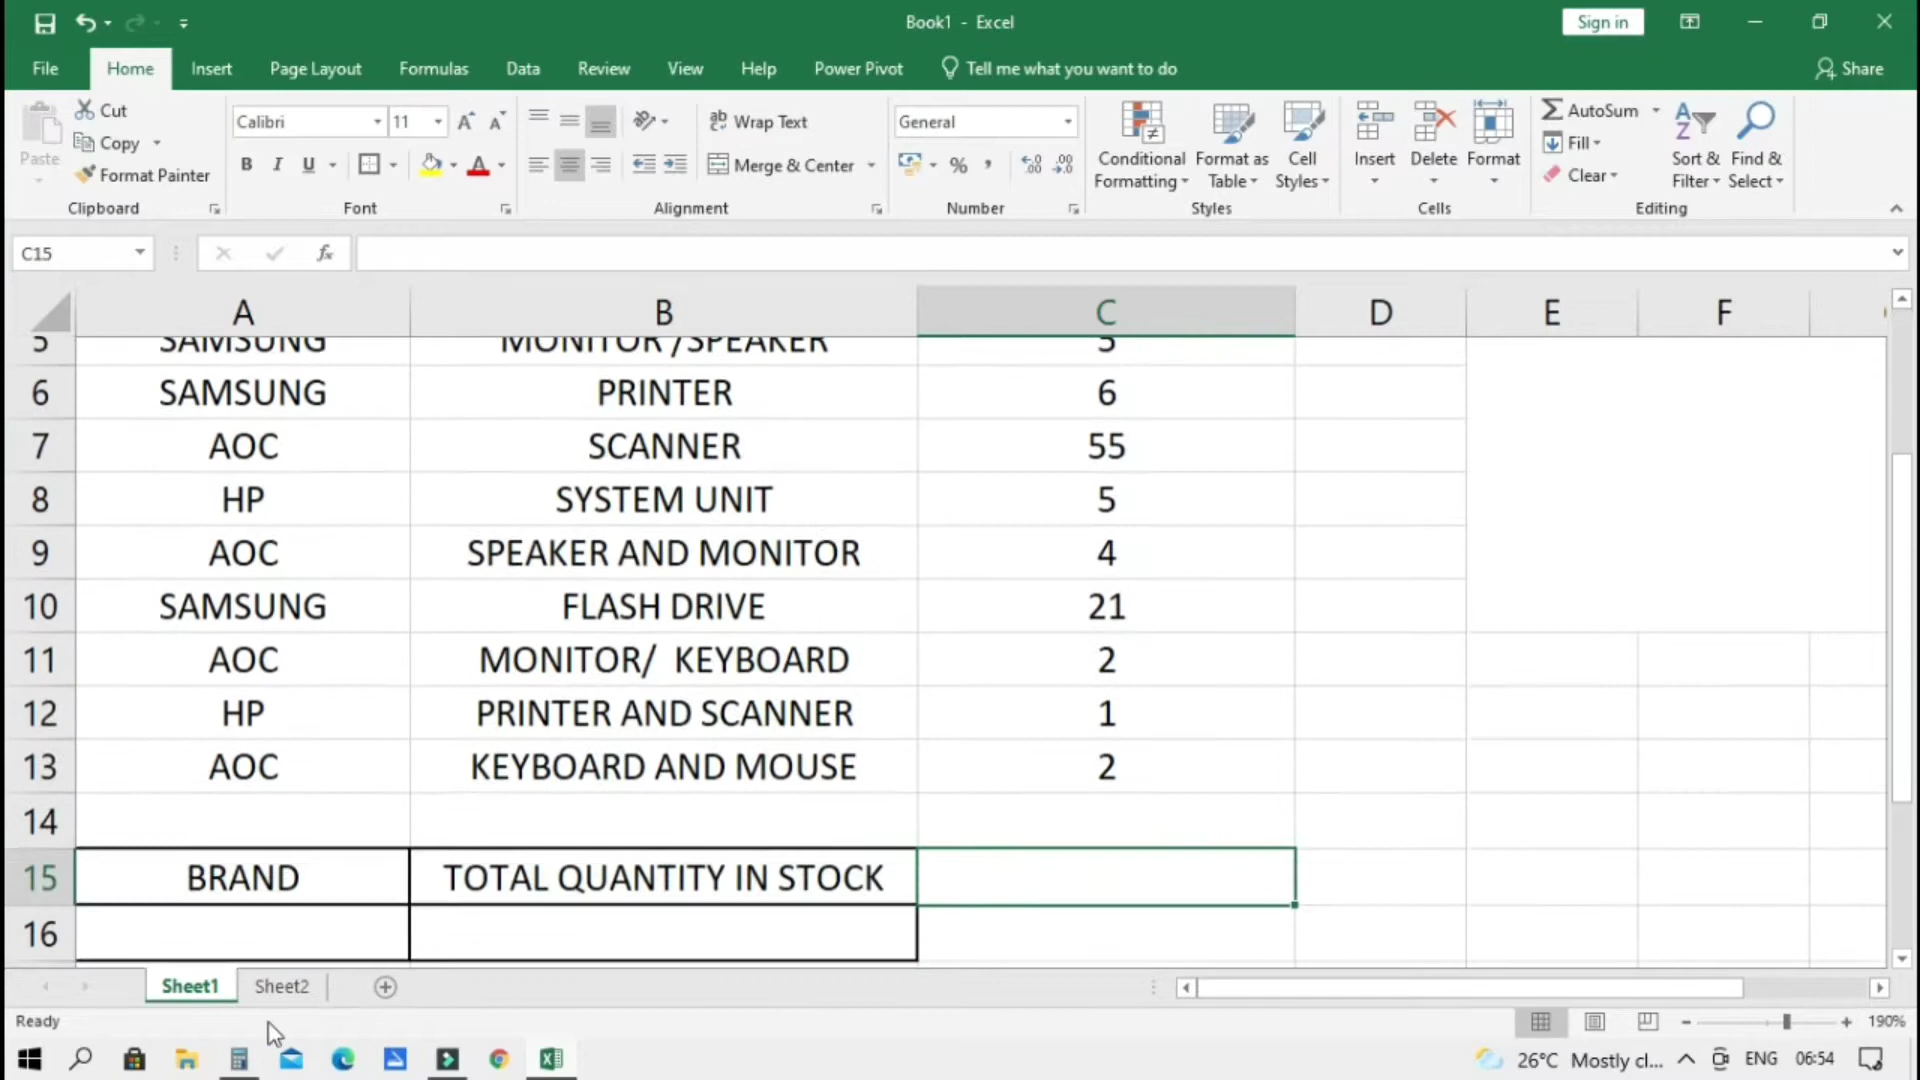 Book1 - Excel
Sign in
File Home Insert Page Layout Formulas Data Review View Help Power Pivot Tell me what you want to do Share
Cut
Copy
Format Painter
Paste
Clipboard
Calibri 11
B I U
Font
Wrap Text
Merge & Center
Alignment
General
Number
Conditional Formatting
Format as Table
Cell Styles
Styles
Insert Delete Format
Cells
AutoSum
Fill
Clear
Sort & Filter
Find & Select
Editing
C15 fx
A B C D E F
5 SAMSUNG MONITOR /SPEAKER
6 SAMSUNG PRINTER 6
7 AOC SCANNER 55
8 HP SYSTEM UNIT 5
9 AOC SPEAKER AND MONITOR 4
10 SAMSUNG FLASH DRIVE 21
11 AOC MONITOR/ KEYBOARD 2
12 HP PRINTER AND SCANNER 1
13 AOC KEYBOARD AND MOUSE 2
14
15 BRAND TOTAL QUANTITY IN STOCK
16
Sheet1 Sheet2
Ready 190%
26°C Mostly cl... ENG 06:54